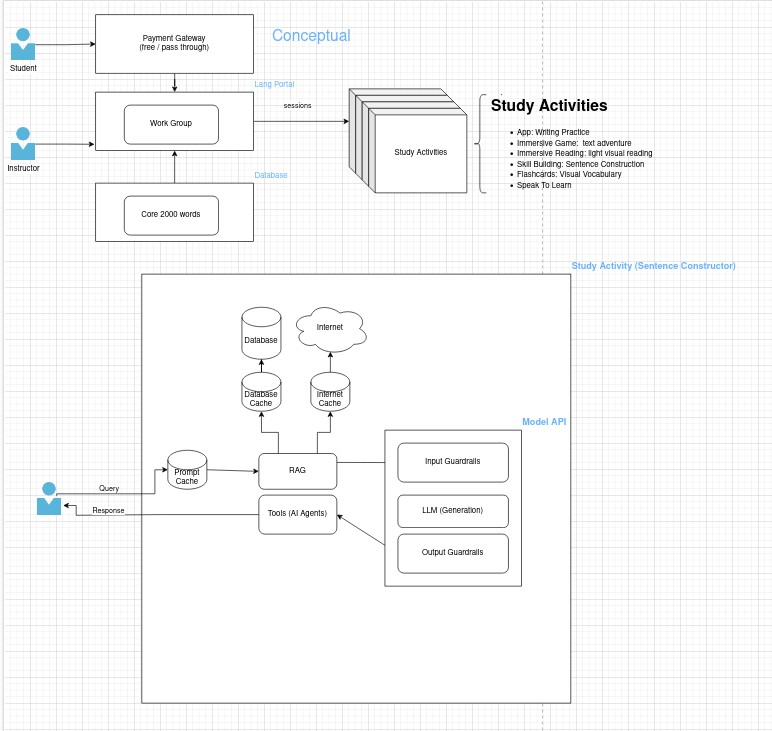 Payment Gateway
(free / pass through)
Conceptual
Student
Lang Portal
sessions
Work Group
Instructor
Study Activities
Study Activities
App: Writing Practice
Immersive Game: text adventure
Immersive Reading: light visual reading
Skill Building: Sentence Construction
Flashcards: Visual Vocabulary
Speak To Learn
Database
Core 2000 words
Study Activity (Sentence Constructor)
Database
Internet
Database
Cache
Internet
Cache
Model API
Input Guardrails
RAG
Prompt
Cache
Query
Response
Tools (AI Agents)
LLM (Generation)
Output Guardrails